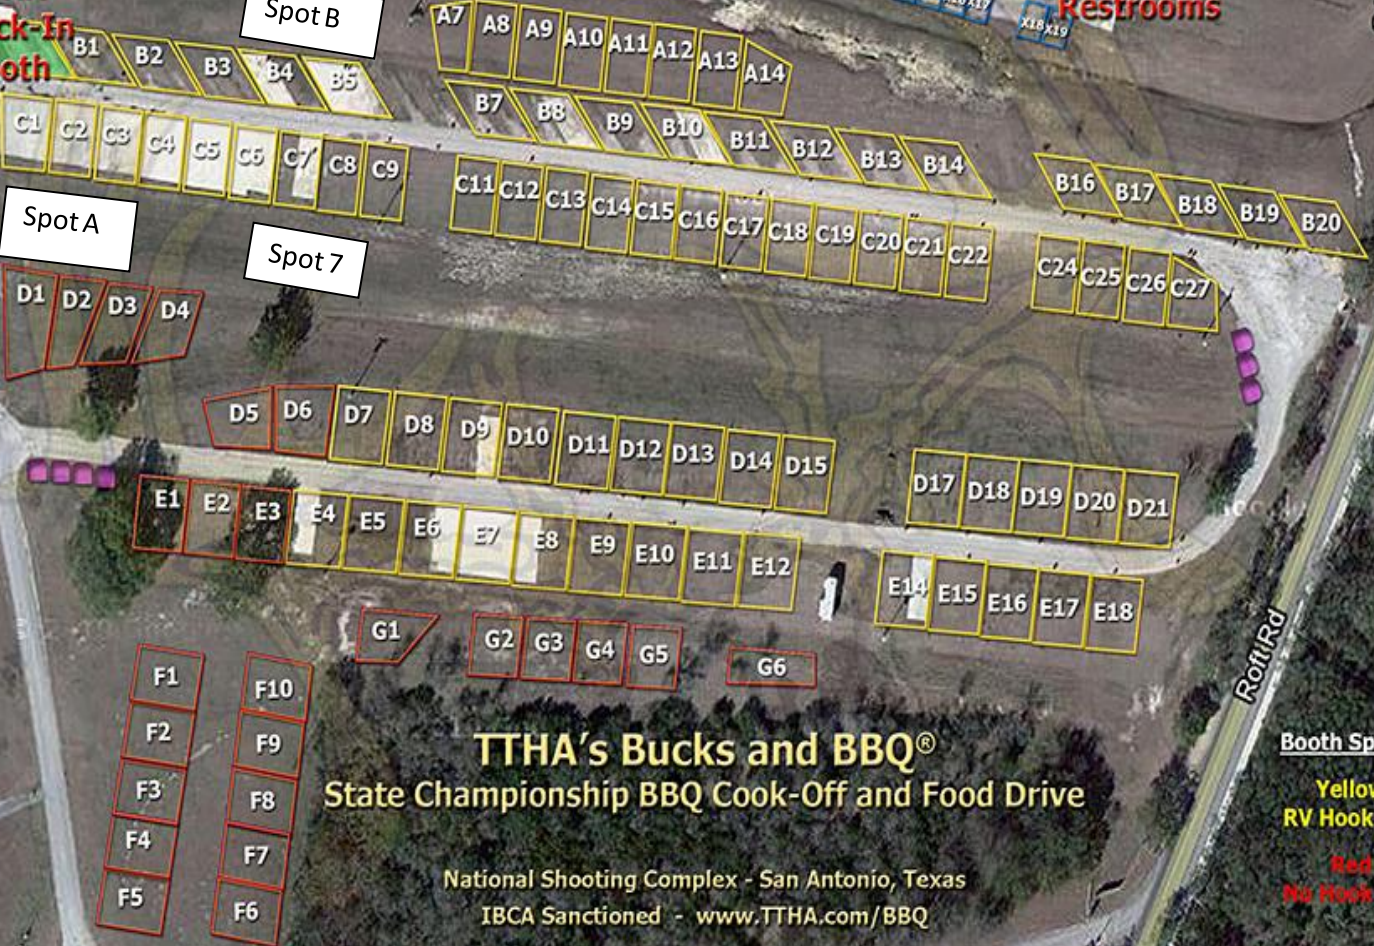 Spot B
ck-In
oth
Restrooms
X18 X19
A7 A8 A9 A10 A11 A12 A13 A14
B1 B2 B3 B4 B5
B7 B8 B9 B10 B11 B12 B13 B14
B16 B17 B18 B19 B20
C1 C2 C3 C4 C5 C6 C7 C8 C9
C11 C12 C13 C14 C15 C16 C17 C18 C19 C20 C21 C22
C24 C25 C26 C27
Spot A
Spot 7
D1 D2 D3 D4
D5 D6 D7 D8 D9 D10 D11 D12 D13 D14 D15
D17 D18 D19 D20 D21
E1 E2 E3 E4 E5 E6 E7 E8 E9 E10 E11 E12
E14 E15 E16 E17 E18
G1 G2 G3 G4 G5 G6
F1 F10
F2 F9
F3 F8
F4 F7
F5 F6
Roft Rd
TTHA's Bucks and BBQ®
State Championship BBQ Cook-Off and Food Drive
National Shooting Complex - San Antonio, Texas
IBCA Sanctioned - www.TTHA.com/BBQ
Booth Sp
Yellow
RV Hook
Red
No Hook